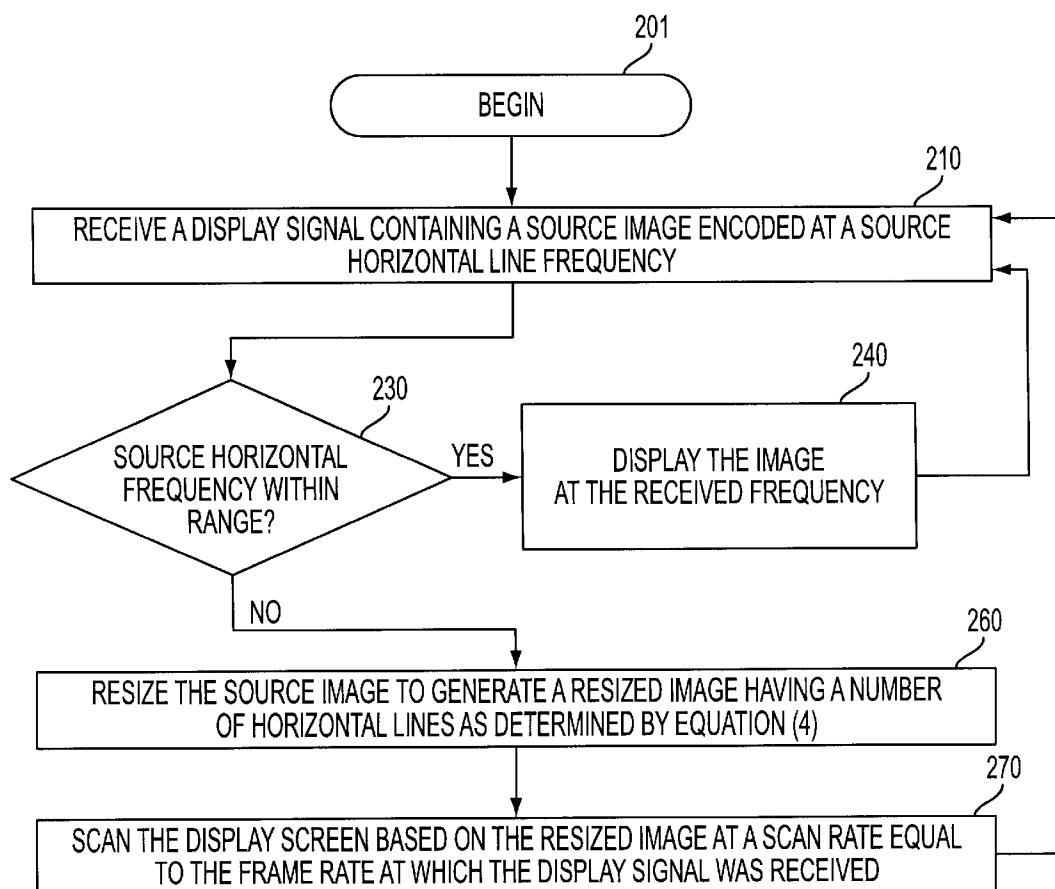 201
BEGIN
210
RECEIVE A DISPLAY SIGNAL CONTAINING A SOURCE IMAGE ENCODED AT A SOURCE
HORIZONTAL LINE FREQUENCY
230
SOURCE HORIZONTAL
FREQUENCY WITHIN
RANGE?
YES
240
DISPLAY THE IMAGE
AT THE RECEIVED FREQUENCY
NO
260
RESIZE THE SOURCE IMAGE TO GENERATE A RESIZED IMAGE HAVING A NUMBER
OF HORIZONTAL LINES AS DETERMINED BY EQUATION (4)
270
SCAN THE DISPLAY SCREEN BASED ON THE RESIZED IMAGE AT A SCAN RATE EQUAL
TO THE FRAME RATE AT WHICH THE DISPLAY SIGNAL WAS RECEIVED